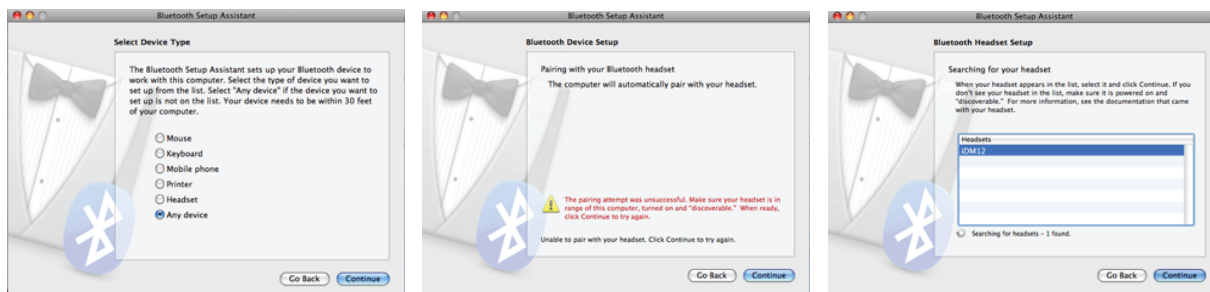 Bluetooth Setup Assistant
Select Device Type
The Bluetooth Setup Assistant sets up your Bluetooth device to
work with this computer. Select the type of device you want to
set up from the list. Select "Any device" if the device you want to
set up is not on the list. Your device needs to be within 30 feet
of your computer.
Mouse
Keyboard
Mobile phone
Printer
Headset
Any device
Go Back
Continue
Bluetooth Setup Assistant
Bluetooth Device Setup
Pairing with your Bluetooth headset
The computer will automatically pair with your headset.
The pairing attempt was unsuccessful. Make sure your headset is in
range of this computer, turned on and "discoverable." When ready,
click Continue to try again.
Unable to pair with your headset. Click Continue to try again.
Go Back
Continue
Bluetooth Setup Assistant
Bluetooth Headset Setup
Searching for your headset
When your headset appears in the list, select it and click Continue. If you
don't see your headset in the list, make sure it is powered on and
"discoverable." For more information, see the documentation that came
with your headset.
Headsets
iDM12
Searching for headsets – 1 found.
Go Back
Continue